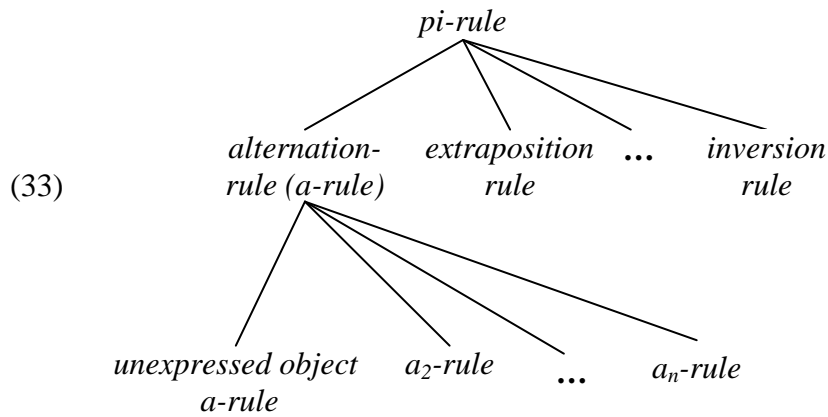 pi-rule
alternation- extraposition ... inversion
(33) rule (a-rule) rule rule
unexpressed object a₂-rule ... aₙ-rule
a-rule